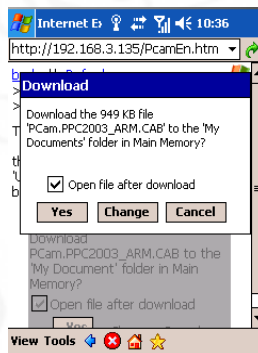 Internet Ex 10:36
http://192.168.3.135/PcamEn.htm
Download
Download the 949 KB file
'PCam.PPC2003_ARM.CAB' to the 'My
Documents' folder in Main Memory?
Open file after download
Yes Change Cancel
Download
PCam.PPC2003_ARM.CAB to the
'My Document' folder in Main
Memory?
Open file after download
Yes
View Tools